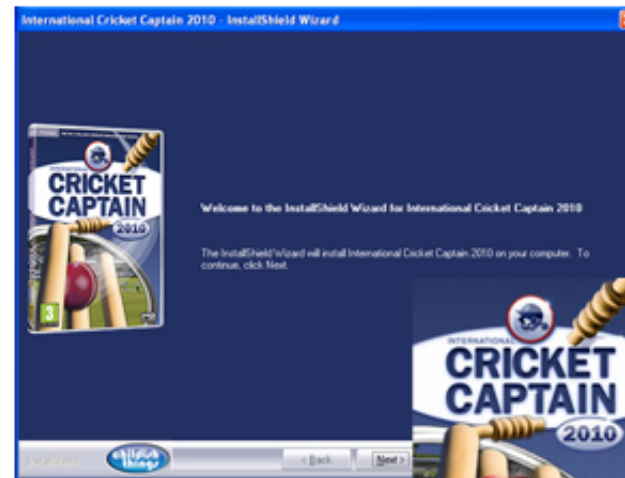 International Cricket Captain 2010 - InstallShield Wizard
CRICKET
CAPTAIN
2010
3
Welcome to the InstallShield Wizard for International Cricket Captain 2010
The InstallShield Wizard will install International Cricket Captain 2010 on your computer. To
continue, click Next.
INTERNATIONAL
CRICKET
CAPTAIN
2010
InstallShield
childish
things
< Back
Next >